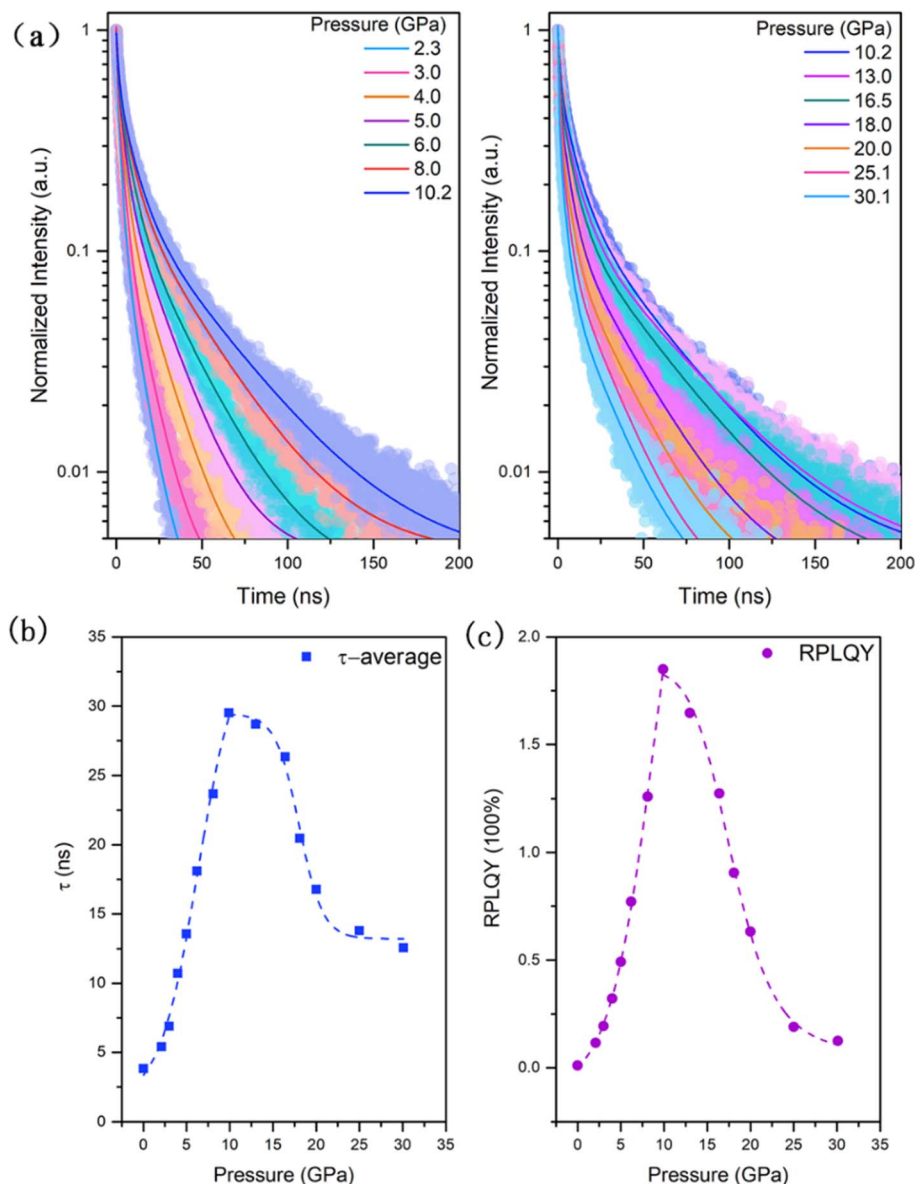 (a)
Pressure (GPa)
2.3
3.0
4.0
5.0
6.0
8.0
10.2
1
0.1
0.01
Normalized Intensity (a.u.)
0 50 100 150 200
Time (ns)
Pressure (GPa)
10.2
13.0
16.5
18.0
20.0
25.1
30.1
1
0.1
0.01
Normalized Intensity (a.u.)
0 50 100 150 200
Time (ns)
(b)
τ-average
35
30
25
20
15
10
5
0
τ (ns)
0 5 10 15 20 25 30 35
Pressure (GPa)
(c)
RPLQY
2.0
1.5
1.0
0.5
0.0
RPLQY (100%)
0 5 10 15 20 25 30 35
Pressure (GPa)